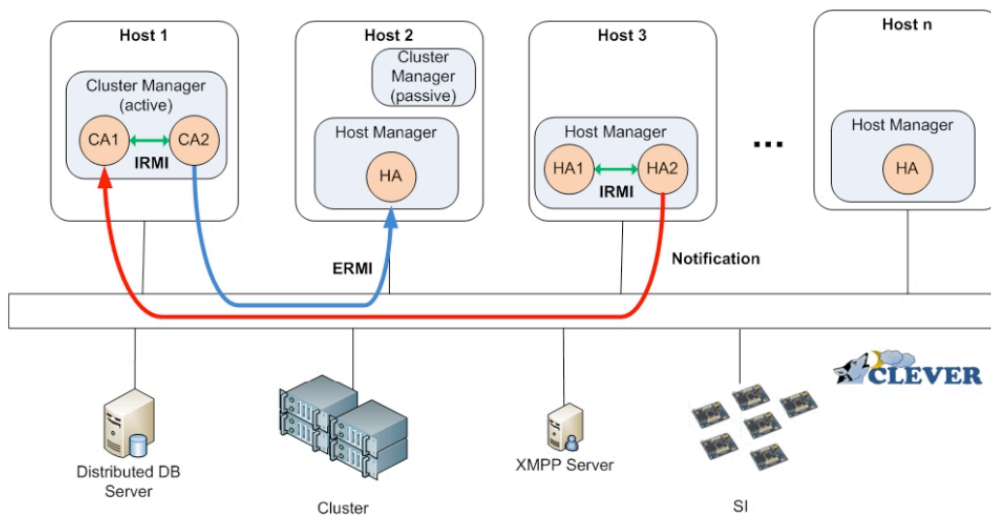 Host 1
Host 2
Host 3
Host n
Cluster Manager
(active)
CA1
CA2
IRMI
Cluster
Manager
(passive)
Host Manager
HA
Host Manager
HA1
HA2
IRMI
...
Host Manager
HA
ERMI
Notification
CLEVER
Distributed DB
Server
Cluster
XMPP Server
SI